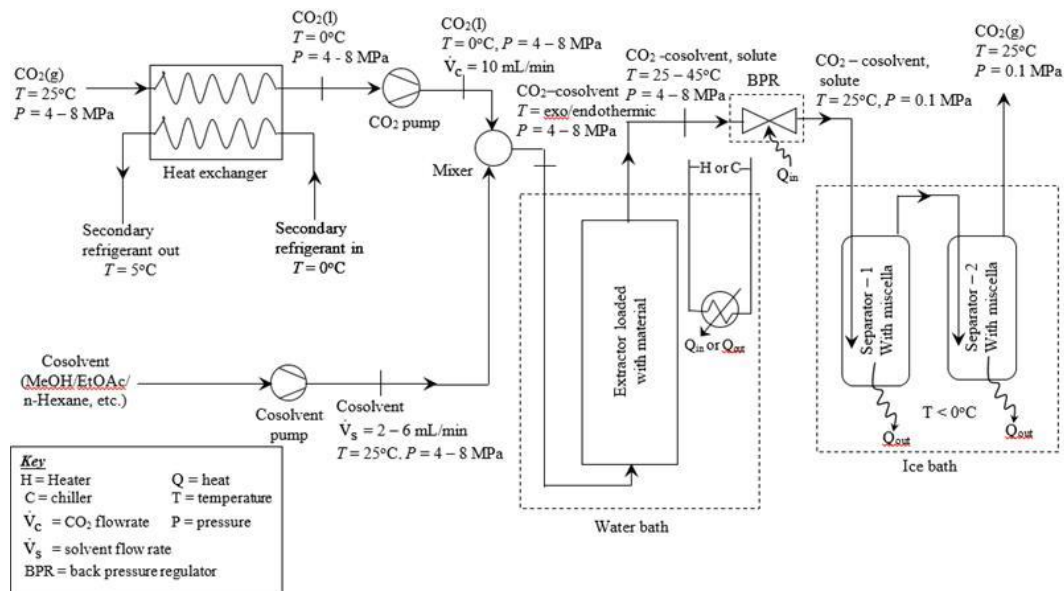 CO₂(g)
T = 25°C
P = 4 – 8 MPa
CO₂(l)
T = 0°C
P = 4 - 8 MPa
CO₂ pump
CO₂(l)
T = 0°C, P = 4 – 8 MPa
V̇c = 10 mL/min
Heat exchanger
Secondary
refrigerant out
T = 5°C
Secondary
refrigerant in
T = 0°C
Mixer
CO₂–cosolvent
T= exo/endothermic
P = 4 – 8 MPa
CO₂ -cosolvent, solute
T = 25 – 45°C
P = 4 – 8 MPa
BPR
Qin
CO₂ – cosolvent,
solute
T = 25°C, P = 0.1 MPa
CO₂(g)
T = 25°C
P = 0.1 MPa
H or C
Qin or Qout
Extractor loaded
with material
Water bath
Separator – 1
With miscella
Separator – 2
With miscella
T < 0°C
Qout
Qout
Ice bath
Cosolvent
(MeOH/EtOAc/
n-Hexane, etc.)
Cosolvent
pump
Cosolvent
V̇s = 2 – 6 mL/min
T = 25°C. P = 4 – 8 MPa
Key
H = Heater Q = heat
C = chiller T = temperature
V̇c = CO₂ flowrate P = pressure
V̇s = solvent flow rate
BPR = back pressure regulator